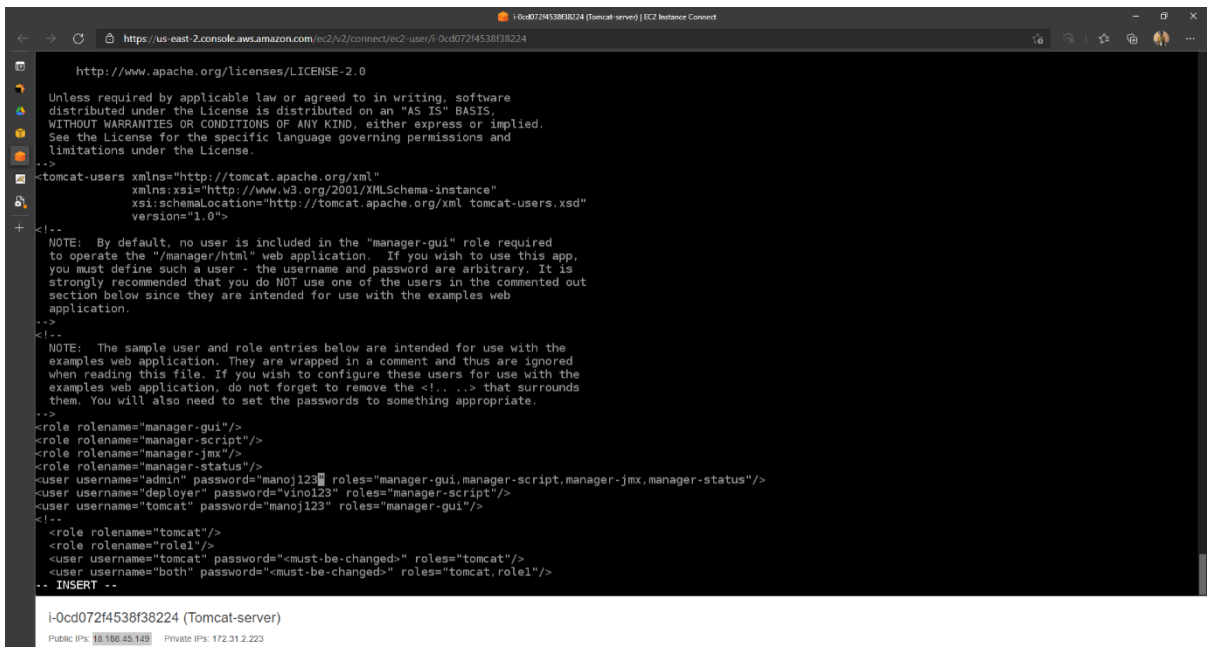 i-0cd072f4538f38224 (Tomcat-server) | EC2 Instance Connect
https://us-east-2.console.aws.amazon.com/ec2/v2/connect/ec2-user/i-0cd072f4538f38224
http://www.apache.org/licenses/LICENSE-2.0
Unless required by applicable law or agreed to in writing, software
distributed under the License is distributed on an "AS IS" BASIS,
WITHOUT WARRANTIES OR CONDITIONS OF ANY KIND, either express or implied.
See the License for the specific language governing permissions and
limitations under the License.
-->
<tomcat-users xmlns="http://tomcat.apache.org/xml"
xmlns:xsi="http://www.w3.org/2001/XMLSchema-instance"
xsi:schemaLocation="http://tomcat.apache.org/xml tomcat-users.xsd"
version="1.0">
<!--
NOTE:  By default, no user is included in the "manager-gui" role required
to operate the "/manager/html" web application.  If you wish to use this app,
you must define such a user - the username and password are arbitrary. It is
strongly recommended that you do NOT use one of the users in the commented out
section below since they are intended for use with the examples web
application.
-->
<!--
NOTE:  The sample user and role entries below are intended for use with the
examples web application. They are wrapped in a comment and thus are ignored
when reading this file. If you wish to configure these users for use with the
examples web application, do not forget to remove the <!.. ..> that surrounds
them. You will also need to set the passwords to something appropriate.
-->
<role rolename="manager-gui"/>
<role rolename="manager-script"/>
<role rolename="manager-jmx"/>
<role rolename="manager-status"/>
<user username="admin" password="manoj123" roles="manager-gui,manager-script,manager-jmx,manager-status"/>
<user username="deployer" password="vino123" roles="manager-script"/>
<user username="tomcat" password="manoj123" roles="manager-gui"/>
<!--
<role rolename="tomcat"/>
<role rolename="role1"/>
<user username="tomcat" password="<must-be-changed>" roles="tomcat"/>
<user username="both" password="<must-be-changed>" roles="tomcat,role1"/>
-- INSERT --
i-0cd072f4538f38224 (Tomcat-server)
Public IPs: 18.188.45.149 Private IPs: 172.31.2.223